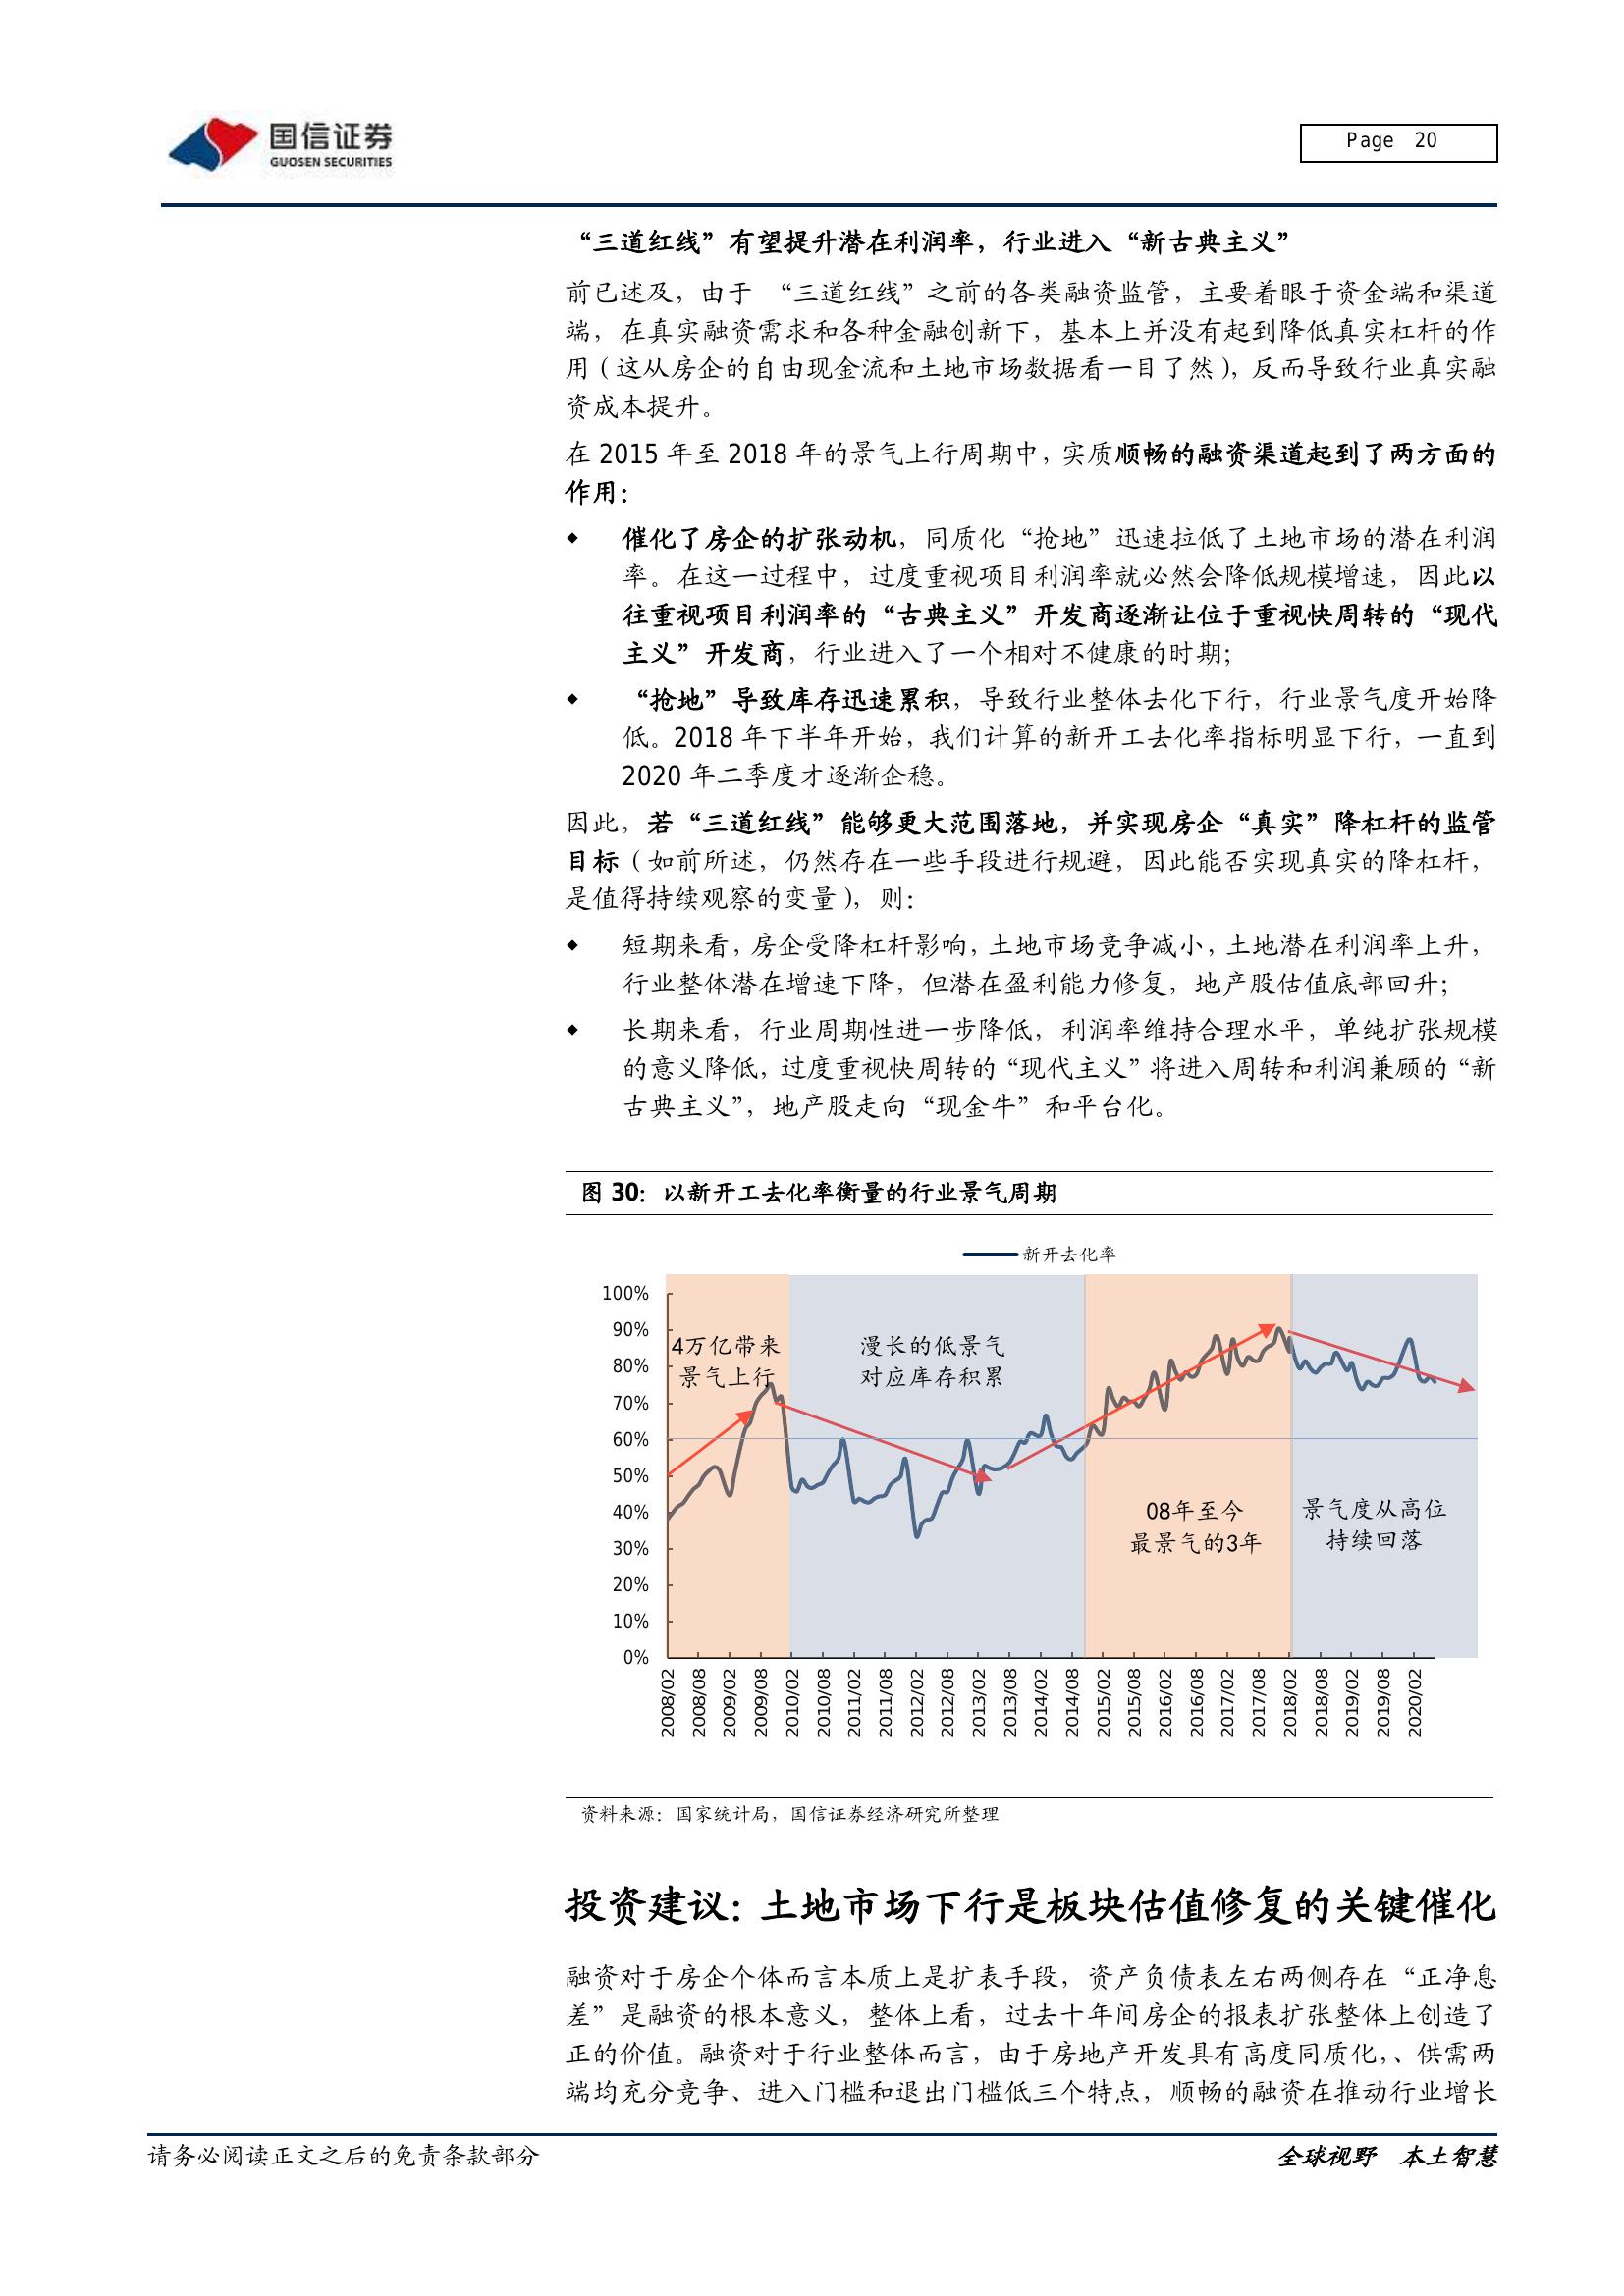 国信证券
GUOSEN SECURITIES
Page 20
“三道红线”有望提升潜在利润率，行业进入“新古典主义”
前已述及，由于 “三道红线”之前的各类融资监管，主要着眼于资金端和渠道
端，在真实融资需求和各种金融创新下，基本上并没有起到降低真实杠杆的作
用（这从房企的自由现金流和土地市场数据看一目了然），反而导致行业真实融
资成本提升。
在 2015 年至 2018 年的景气上行周期中，实质顺畅的融资渠道起到了两方面的
作用：
◆ 催化了房企的扩张动机，同质化“抢地”迅速拉低了土地市场的潜在利润
率。在这一过程中，过度重视项目利润率就必然会降低规模增速，因此以
往重视项目利润率的“古典主义”开发商逐渐让位于重视快周转的“现代
主义”开发商，行业进入了一个相对不健康的时期；
◆ “抢地”导致库存迅速累积，导致行业整体去化下行，行业景气度开始降
低。2018 年下半年开始，我们计算的新开工去化率指标明显下行，一直到
2020 年二季度才逐渐企稳。
因此，若“三道红线”能够更大范围落地，并实现房企“真实”降杠杆的监管
目标（如前所述，仍然存在一些手段进行规避，因此能否实现真实的降杠杆，
是值得持续观察的变量），则：
◆ 短期来看，房企受降杠杆影响，土地市场竞争减小，土地潜在利润率上升，
行业整体潜在增速下降，但潜在盈利能力修复，地产股估值底部回升；
◆ 长期来看，行业周期性进一步降低，利润率维持合理水平，单纯扩张规模
的意义降低，过度重视快周转的“现代主义”将进入周转和利润兼顾的“新
古典主义”，地产股走向“现金牛”和平台化。
图 30：以新开工去化率衡量的行业景气周期
新开去化率
100%
90%
80%
70%
60%
50%
40%
30%
20%
10%
0%
4万亿带来
景气上行
漫长的低景气
对应库存积累
08年至今
最景气的3年
景气度从高位
持续回落
2008/02
2008/08
2009/02
2009/08
2010/02
2010/08
2011/02
2011/08
2012/02
2012/08
2013/02
2013/08
2014/02
2014/08
2015/02
2015/08
2016/02
2016/08
2017/02
2017/08
2018/02
2018/08
2019/02
2019/08
2020/02
资料来源：国家统计局，国信证券经济研究所整理
投资建议：土地市场下行是板块估值修复的关键催化
融资对于房企个体而言本质上是扩表手段，资产负债表左右两侧存在“正净息
差”是融资的根本意义，整体上看，过去十年间房企的报表扩张整体上创造了
正的价值。融资对于行业整体而言，由于房地产开发具有高度同质化，、供需两
端均充分竞争、进入门槛和退出门槛低三个特点，顺畅的融资在推动行业增长
请务必阅读正文之后的免责条款部分
全球视野 本土智慧